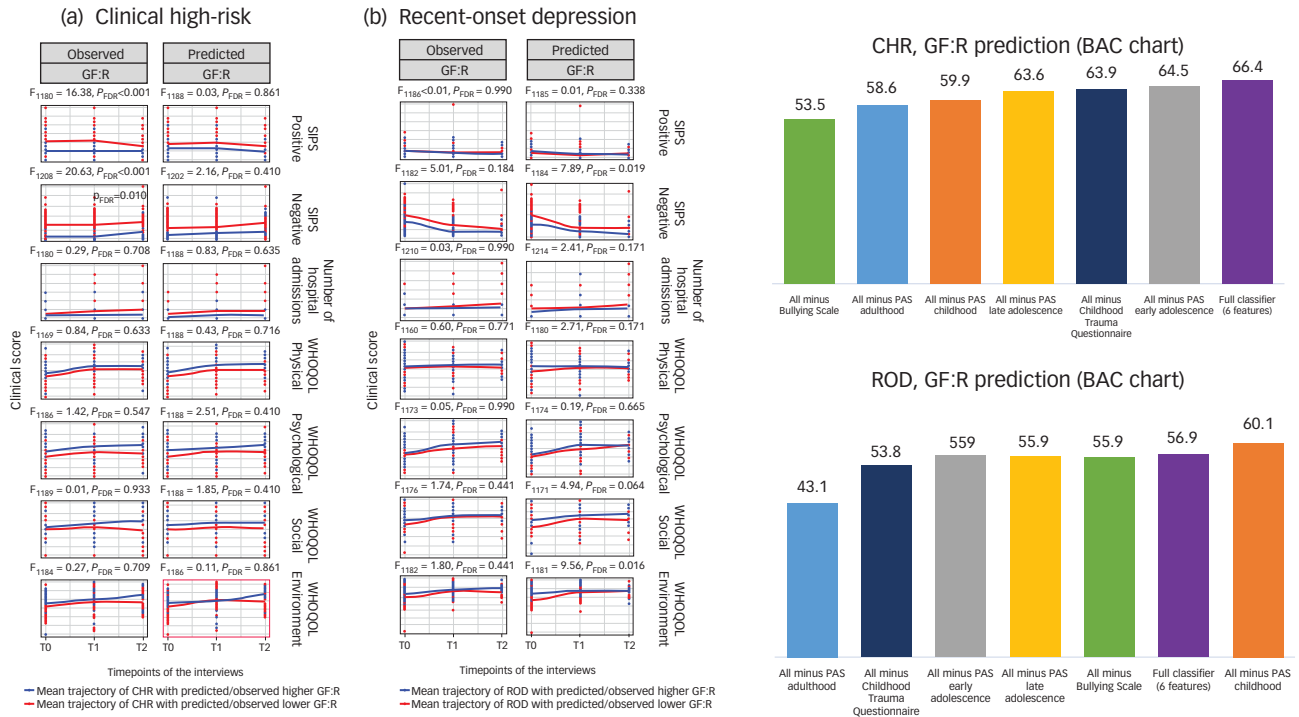 (a) Clinical high-risk
Observed
Predicted
GF:R
GF:R
F1180 = 16.38, PFDR<0.001
F1188 = 0.03, PFDR = 0.861
SIPS
Positive
F1208 = 20.63, PFDR<0.001
F1202 = 2.16, PFDR = 0.410
pFDR=0.010
SIPS
Negative
F1180 = 0.29, PFDR = 0.708
F1188 = 0.83, PFDR = 0.635
Number of
hospital
admissions
F1169 = 0.84, PFDR = 0.633
F1188 = 0.43, PFDR = 0.716
WHOQOL
Physical
F1186 = 1.42, PFDR = 0.547
F1188 = 2.51, PFDR = 0.410
WHOQOL
Psychological
F1189 = 0.01, PFDR = 0.933
F1188 = 1.85, PFDR = 0.410
WHOQOL
Social
F1184 = 0.27, PFDR = 0.709
F1186 = 0.11, PFDR = 0.861
WHOQOL
Environment
Clinical score
T0
T1
T2
T0
T1
T2
Timepoints of the interviews
Mean trajectory of CHR with predicted/observed higher GF:R
Mean trajectory of CHR with predicted/observed lower GF:R
(b) Recent-onset depression
Observed
Predicted
GF:R
GF:R
F1186<0.01, PFDR = 0.990
F1185 = 0.01, PFDR = 0.338
SIPS
Positive
F1182 = 5.01, PFDR = 0.184
F1184 = 7.89, PFDR = 0.019
SIPS
Negative
F1210 = 0.03, PFDR = 0.990
F1214 = 2.41, PFDR = 0.171
Number of
hospital
admissions
F1160 = 0.60, PFDR = 0.771
F1180 = 2.71, PFDR = 0.171
WHOQOL
Physical
F1173 = 0.05, PFDR = 0.990
F1174 = 0.19, PFDR = 0.665
WHOQOL
Psychological
F1176 = 1.74, PFDR = 0.441
F1171 = 4.94, PFDR = 0.064
WHOQOL
Social
F1182 = 1.80, PFDR = 0.441
F1181 = 9.56, PFDR = 0.016
WHOQOL
Environment
Clinical score
T0
T1
T2
T0
T1
T2
Timepoints of the interviews
Mean trajectory of ROD with predicted/observed higher GF:R
Mean trajectory of ROD with predicted/observed lower GF:R
CHR, GF:R prediction (BAC chart)
53.5
58.6
59.9
63.6
63.9
64.5
66.4
All minus
Bullying Scale
All minus PAS
adulthood
All minus PAS
childhood
All minus PAS
late adolescence
All minus
Childhood
Trauma
Questionnaire
All minus PAS
early adolescence
Full classifier
(6 features)
ROD, GF:R prediction (BAC chart)
43.1
53.8
559
55.9
55.9
56.9
60.1
All minus PAS
adulthood
All minus
Childhood
Trauma
Questionnaire
All minus PAS
early
adolescence
All minus PAS
late
adolescence
All minus
Bullying Scale
Full classifier
(6 features)
All minus PAS
childhood